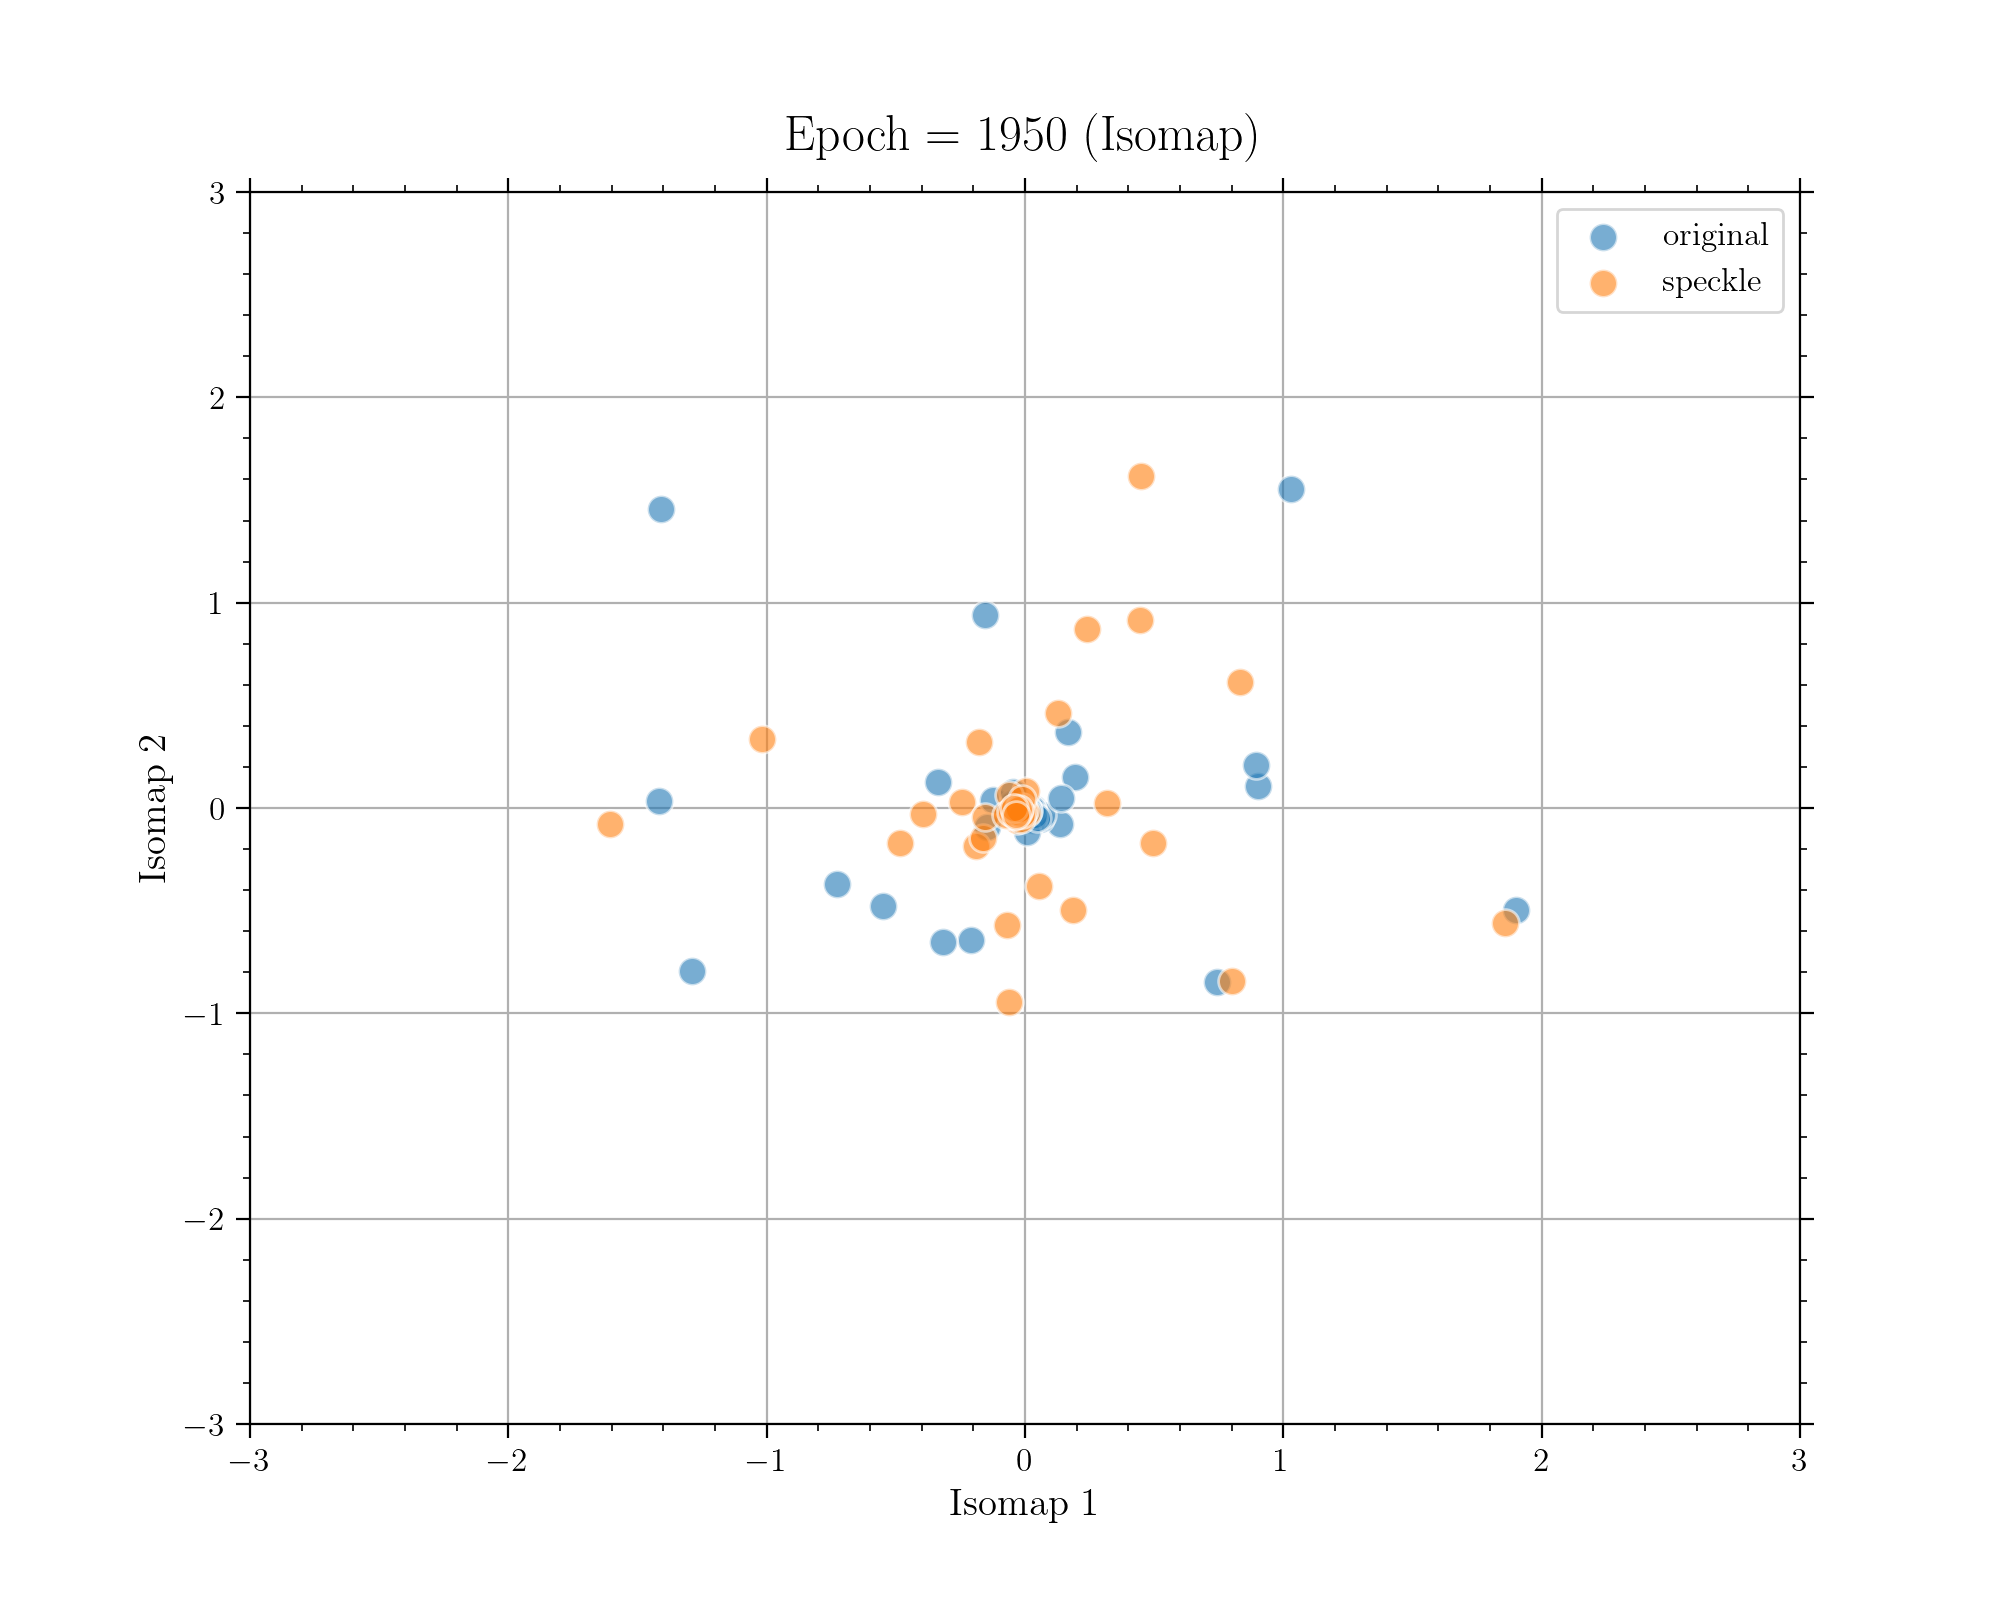 Epoch = 1950 (Isomap)
original
speckle
3
2
1
0
−1
−2
−3
Isomap 2
−3 −2 −1 0 1 2 3
Isomap 1